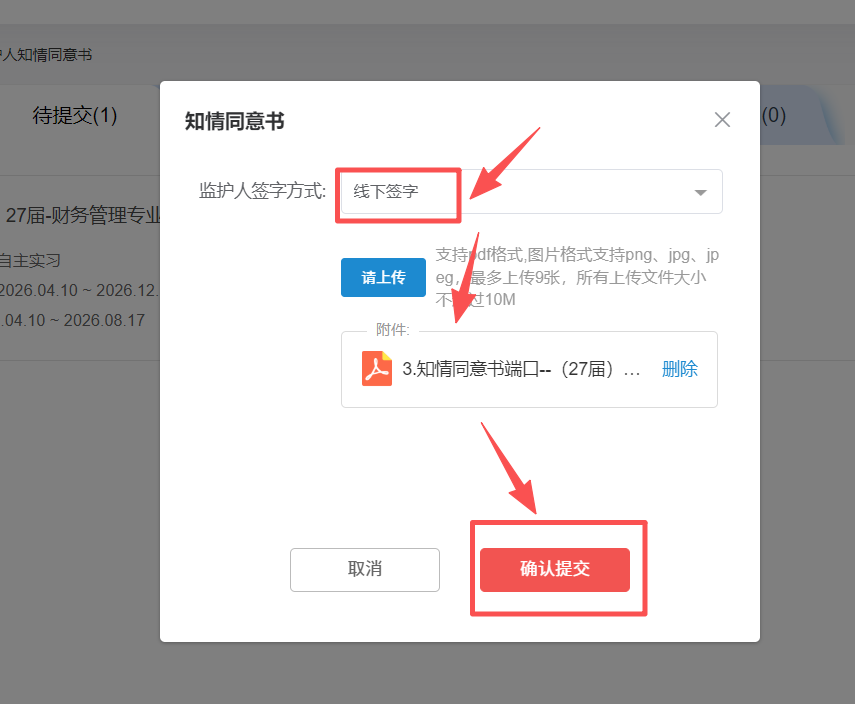 人知情同意书
待提交(1)
(0)
27届-财务管理专业
自主实习
2026.04.10 ~ 2026.12.
.04.10 ~ 2026.08.17
知情同意书
监护人签字方式:
线下签字
请上传
支持pdf格式,图片格式支持png、jpg、jp
eg，最多上传9张，所有上传文件大小
不过10M
附件:
3.知情同意书端口--（27届）...
删除
取消
确认提交